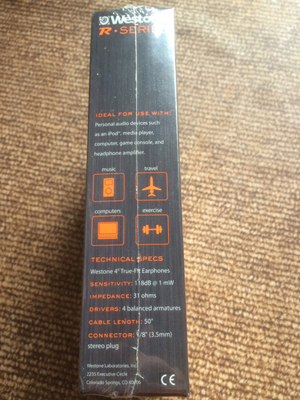 Westone
R·SERIES
IDEAL FOR USE WITH:
Personal audio devices such
as an iPod®, media player,
computer, game console, and
headphone amplifier.
music travel
computers exercise
TECHNICAL SPECS
Westone 4® True-Fit Earphones
SENSITIVITY: 118dB @ 1 mW
IMPEDANCE: 31 ohms
DRIVERS: 4 balanced armatures
CABLE LENGTH: 50"
CONNECTOR: 1/8" (3.5mm)
stereo plug
Westone Laboratories, Inc.
2235 Executive Circle
Colorado Springs, CO 80906
CE